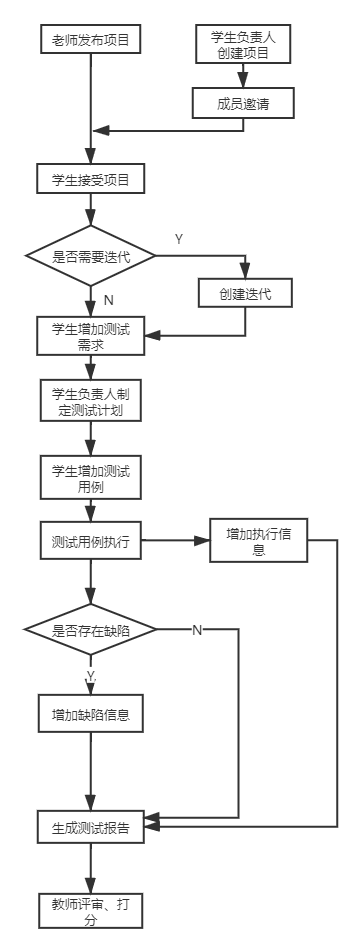 老师发布项目
学生负责人
创建项目
成员邀请
学生接受项目
是否需要迭代
Y
创建迭代
N
学生增加测试
需求
学生负责人制
定测试计划
学生增加测试
用例
测试用例执行
增加执行信
息
是否存在缺陷
N
Y
增加缺陷信息
生成测试报告
教师评审、打
分